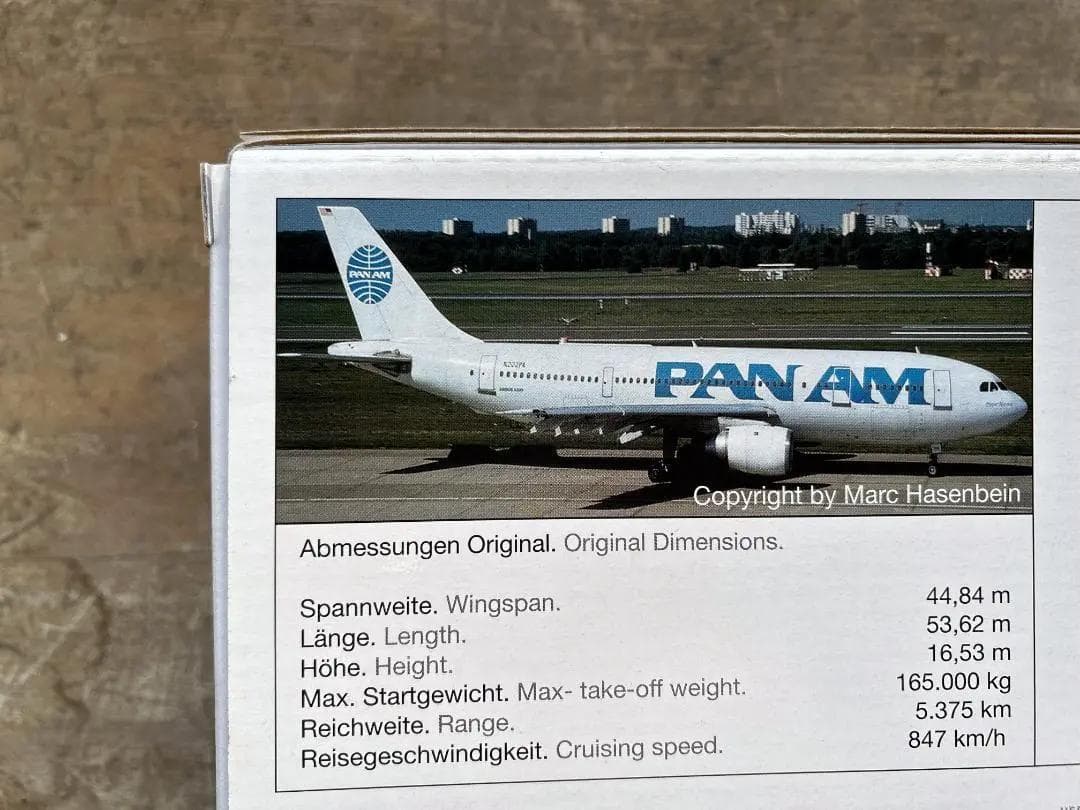 PAN AM
N202PA
PAN AM
Copyright by Marc Hasenbein
Abmessungen Original. Original Dimensions.
Spannweite. Wingspan. 44,84 m
Länge. Length. 53,62 m
Höhe. Height. 16,53 m
Max. Startgewicht. Max- take-off weight. 165.000 kg
Reichweite. Range. 5.375 km
Reisegeschwindigkeit. Cruising speed. 847 km/h